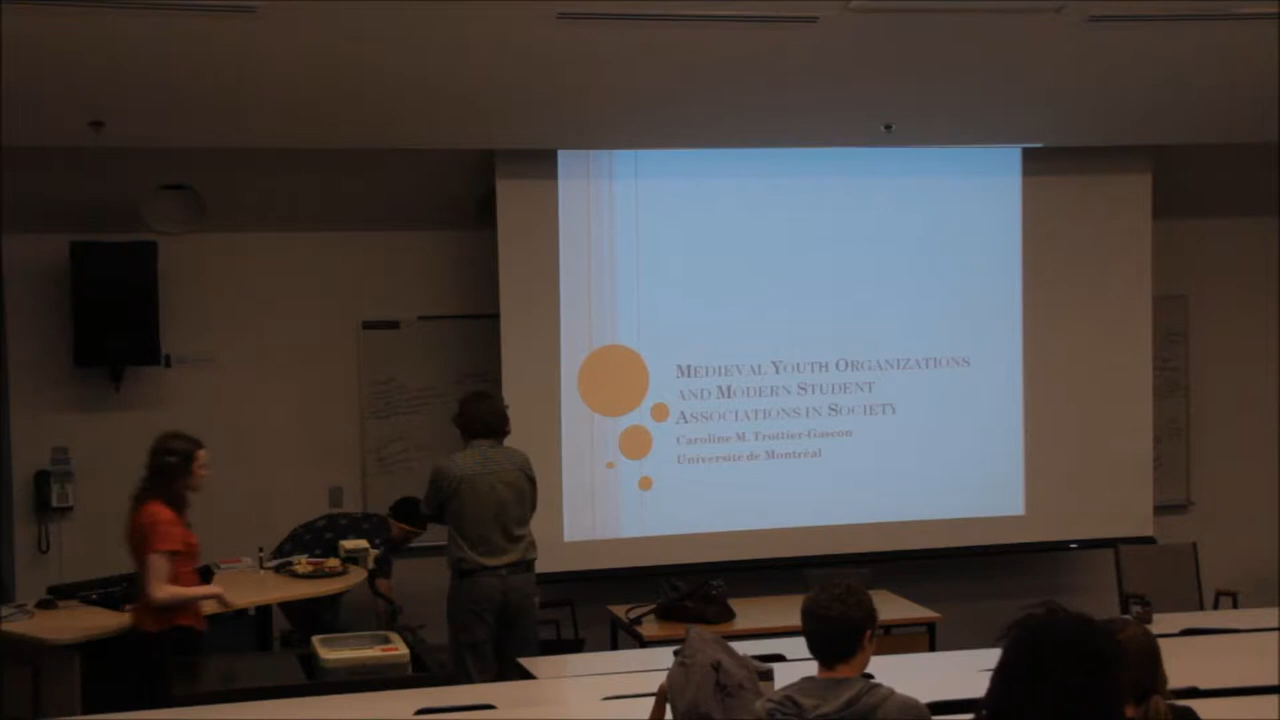 MEDIEVAL YOUTH ORGANIZATIONS
AND MODERN STUDENT
ASSOCIATIONS IN SOCIETY
Caroline M. Trottier-Gascon
Université de Montréal